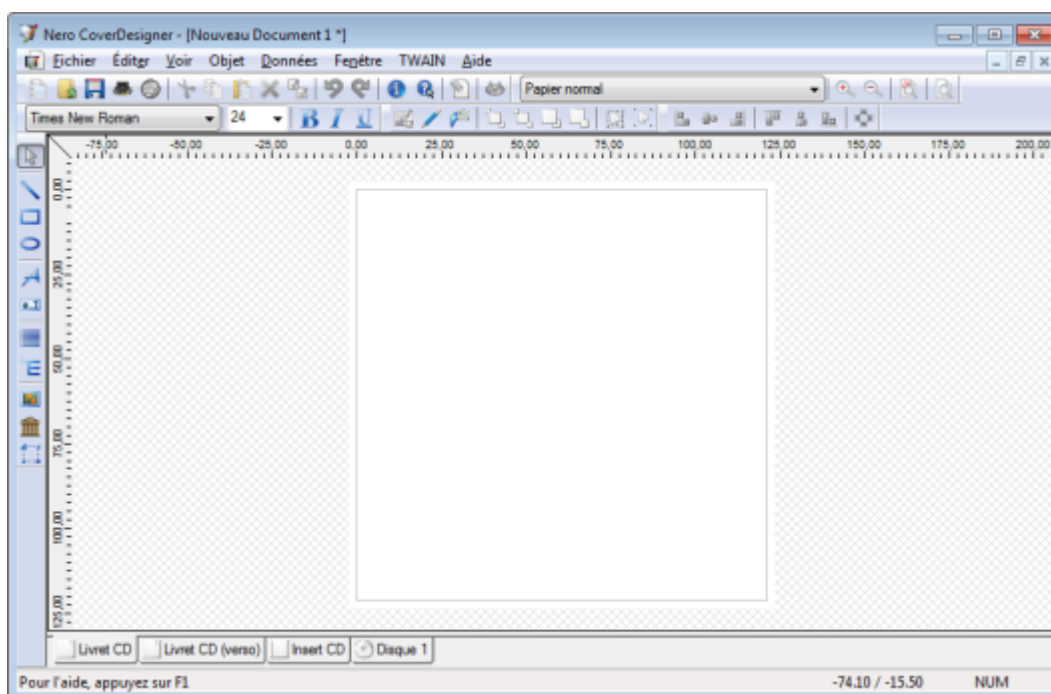 Nero CoverDesigner - [Nouveau Document 1 *]
Fichier Éditer Voir Objet Données Fenêtre TWAIN Aide
Papier normal
Times New Roman 24 B I U
-75,00 -50,00 -25,00 0,00 25,00 50,00 75,00 100,00 125,00 150,00 175,00 200,00
0,00
25,00
50,00
75,00
100,00
125,00
Livret CD Livret CD (verso) Insert CD Disque 1
Pour l'aide, appuyez sur F1 -74.10 / -15.50 NUM